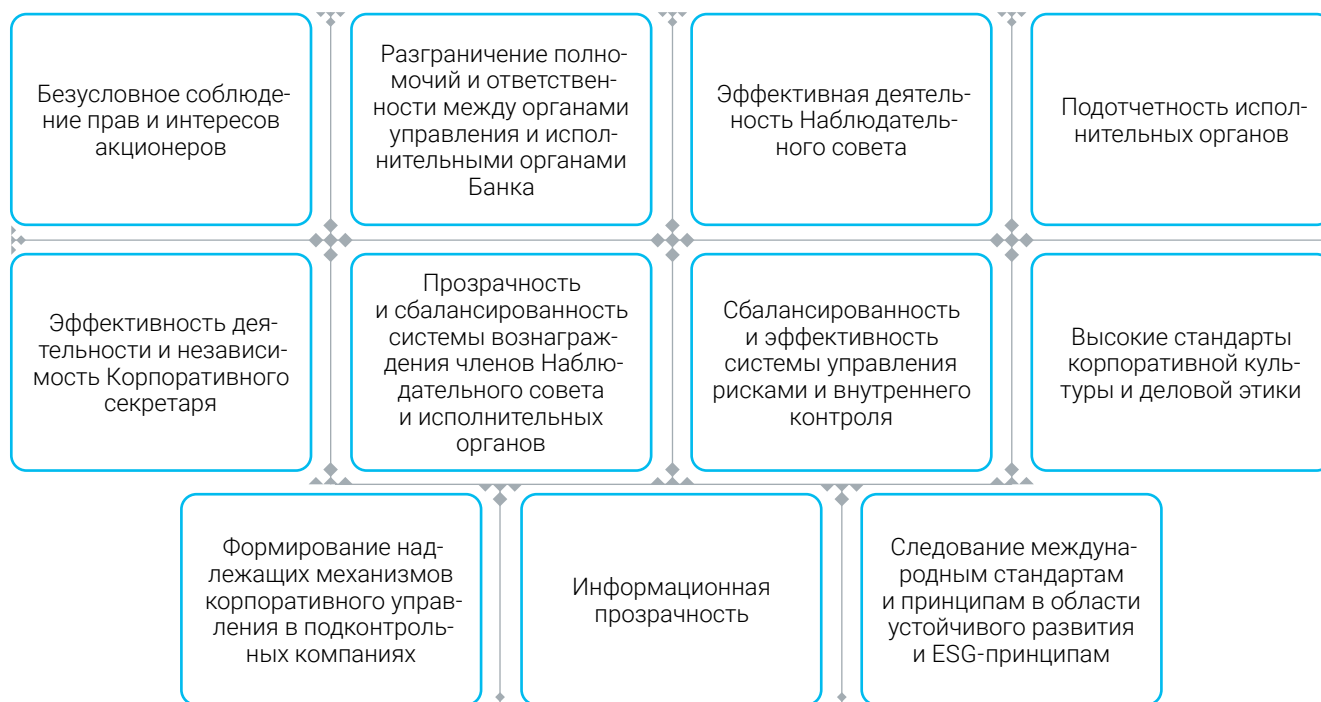 Безусловное соблюде-
ние прав и интересов
акционеров
Разграничение полно-
мочий и ответствен-
ности между органами
управления и испол-
нительными органами
Банка
Эффективная деятель-
ность Наблюдатель-
ного совета
Подотчетность испол-
нительных органов
Эффективность дея-
тельности и независи-
мость Корпоративного
секретаря
Прозрачность
и сбалансированность
системы вознаграж-
дения членов Наблю-
дательного совета
и исполнительных
органов
Сбалансированность
и эффективность
системы управления
рисками и внутреннего
контроля
Высокие стандарты
корпоративной куль-
туры и деловой этики
Формирование над-
лежащих механизмов
корпоративного управ-
ления в подконтроль-
ных компаниях
Информационная
прозрачность
Следование междуна-
родным стандартам
и принципам в области
устойчивого развития
и ESG-принципам